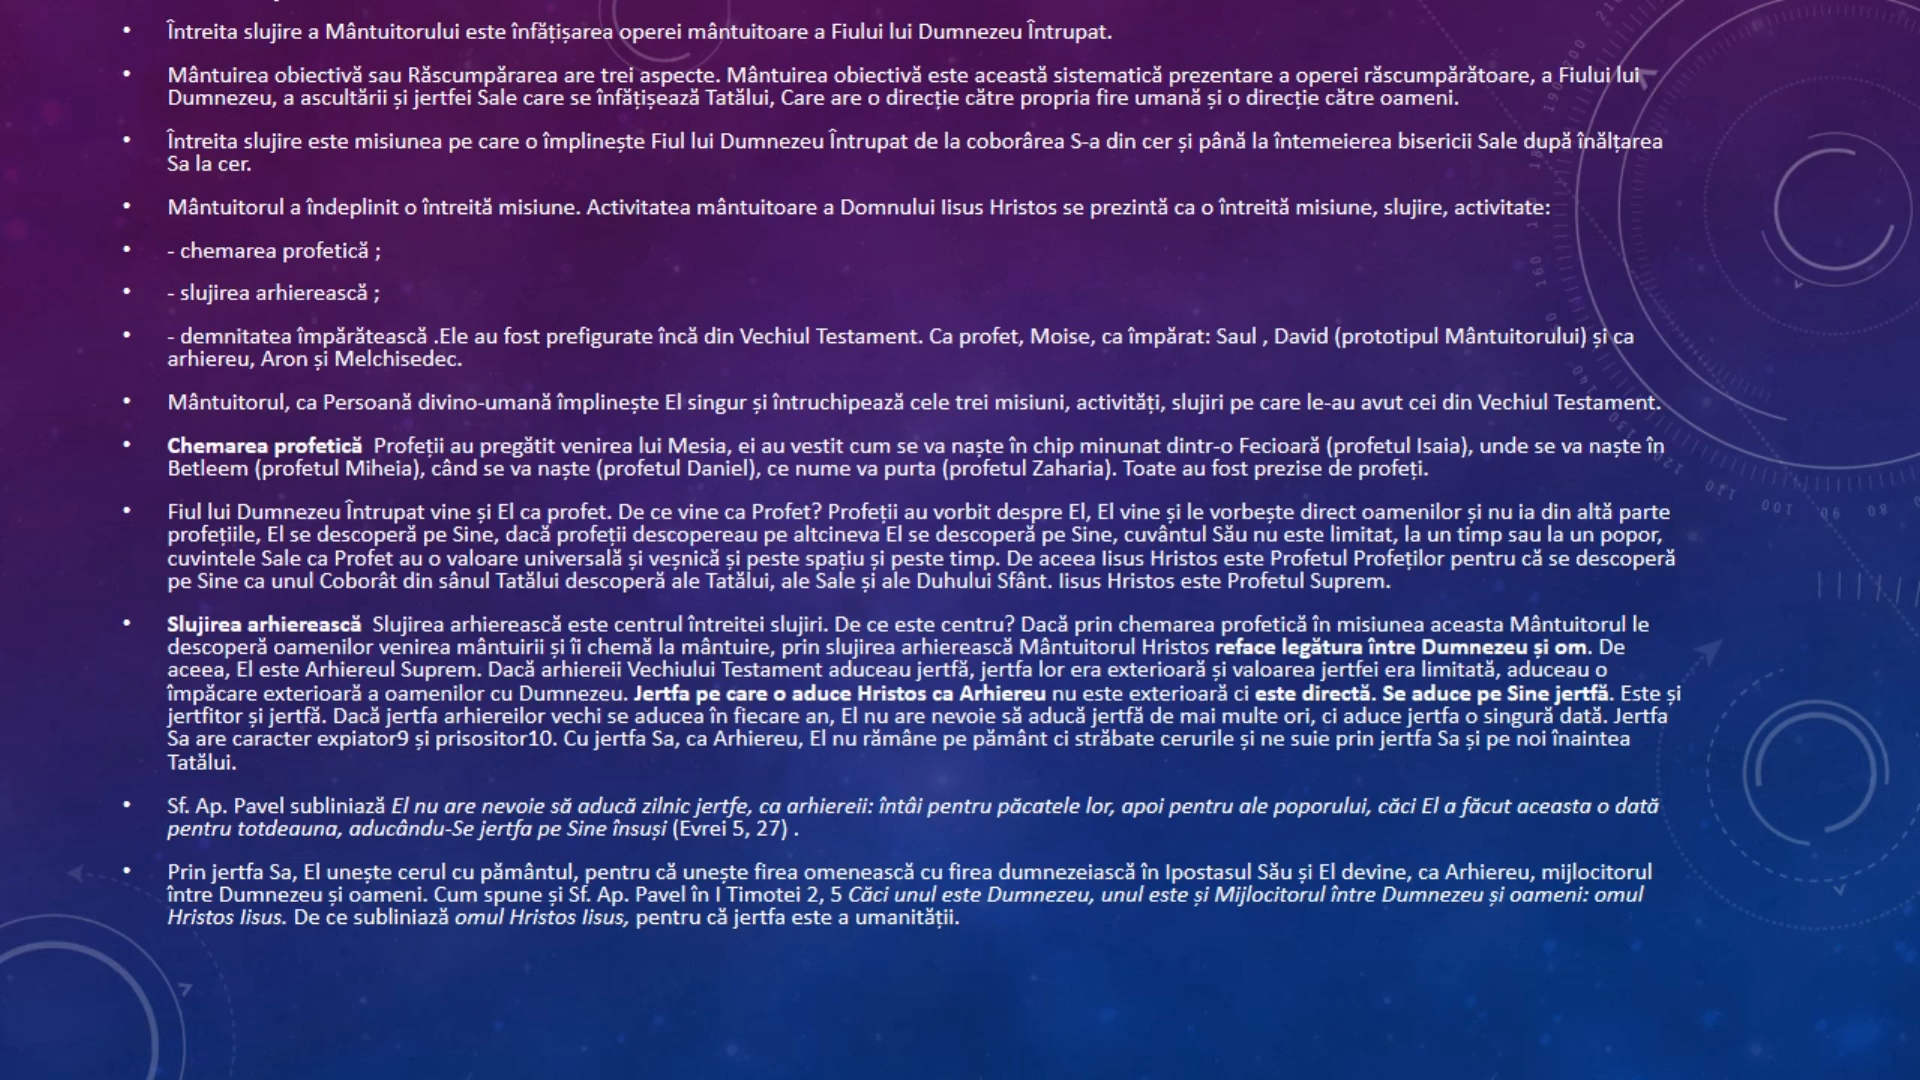 • Întreita slujire a Mântuitorului este înfățișarea operei mântuitoare a Fiului lui Dumnezeu Întrupat.
• Mântuirea obiectivă sau Răscumpărarea are trei aspecte. Mântuirea obiectivă este această sistematică prezentare a operei răscumpărătoare, a Fiului lui
Dumnezeu, a ascultării și jertfei Sale care se înfățișează Tatălui, Care are o direcție către propria fire umană și o direcție către oameni.
• Întreita slujire este misiunea pe care o împlinește Fiul lui Dumnezeu Întrupat de la coborârea S-a din cer și până la întemeierea bisericii Sale după înălțarea
Sa la cer.
• Mântuitorul a îndeplinit o întreită misiune. Activitatea mântuitoare a Domnului Iisus Hristos se prezintă ca o întreită misiune, slujire, activitate:
• - chemarea profetică ;
• - slujirea arhierească ;
• - demnitatea împărătească .Ele au fost prefigurate încă din Vechiul Testament. Ca profet, Moise, ca împărat: Saul , David (prototipul Mântuitorului) și ca
arhiereu, Aron și Melchisedec.
• Mântuitorul, ca Persoană divino-umană împlinește El singur și întruchipează cele trei misiuni, activități, slujiri pe care le-au avut cei din Vechiul Testament.
• Chemarea profetică Profeții au pregătit venirea lui Mesia, ei au vestit cum se va naște în chip minunat dintr-o Fecioară (profetul Isaia), unde se va naște în
Betleem (profetul Miheia), când se va naște (profetul Daniel), ce nume va purta (profetul Zaharia). Toate au fost prezise de profeți.
• Fiul lui Dumnezeu Întrupat vine și El ca profet. De ce vine ca Profet? Profeții au vorbit despre El, El vine și le vorbește direct oamenilor și nu ia din altă parte
profețiile, El se descoperă pe Sine, dacă profeții descopereau pe altcineva El se descoperă pe Sine, cuvântul Său nu este limitat, la un timp sau la un popor,
cuvintele Sale ca Profet au o valoare universală și veșnică și peste spațiu și peste timp. De aceea Iisus Hristos este Profetul Profeților pentru că se descoperă
pe Sine ca unul Coborât din sânul Tatălui descoperă ale Tatălui, ale Sale și ale Duhului Sfânt. Iisus Hristos este Profetul Suprem.
• Slujirea arhierească Slujirea arhierească este centrul întreitei slujiri. De ce este centru? Dacă prin chemarea profetică în misiunea aceasta Mântuitorul le
descoperă oamenilor venirea mântuirii și îi chemă la mântuire, prin slujirea arhierească Mântuitorul Hristos reface legătura între Dumnezeu și om. De
aceea, El este Arhiereul Suprem. Dacă arhiereii Vechiului Testament aduceau jertfă, jertfa lor era exterioară și valoarea jertfei era limitată, aduceau o
împăcare exterioară a oamenilor cu Dumnezeu. Jertfa pe care o aduce Hristos ca Arhiereu nu este exterioară ci este directă. Se aduce pe Sine jertfă. Este și
jertfitor și jertfă. Dacă jertfa arhiereilor vechi se aducea în fiecare an, El nu are nevoie să aducă jertfă de mai multe ori, ci aduce jertfa o singură dată. Jertfa
Sa are caracter expiator9 și prisositor10. Cu jertfa Sa, ca Arhiereu, El nu rămâne pe pământ ci străbate cerurile și ne suie prin jertfa Sa și pe noi înaintea
Tatălui.
• Sf. Ap. Pavel subliniază El nu are nevoie să aducă zilnic jertfe, ca arhiereii: întâi pentru păcatele lor, apoi pentru ale poporului, căci El a făcut aceasta o dată
pentru totdeauna, aducându-Se jertfa pe Sine însuși (Evrei 5, 27) .
• Prin jertfa Sa, El unește cerul cu pământul, pentru că unește firea omenească cu firea dumnezeiască în Ipostasul Său și El devine, ca Arhiereu, mijlocitorul
între Dumnezeu și oameni. Cum spune și Sf. Ap. Pavel în I Timotei 2, 5 Căci unul este Dumnezeu, unul este și Mijlocitorul între Dumnezeu și oameni: omul
Hristos Iisus. De ce subliniază omul Hristos Iisus, pentru că jertfa este a umanității.